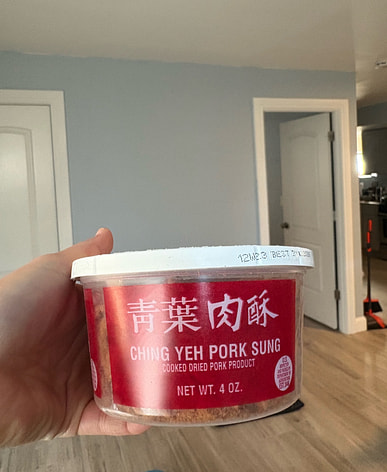 青葉肉酥
CHING YEH PORK SUNG
COOKED DRIED PORK PRODUCT
NET WT. 4 OZ.